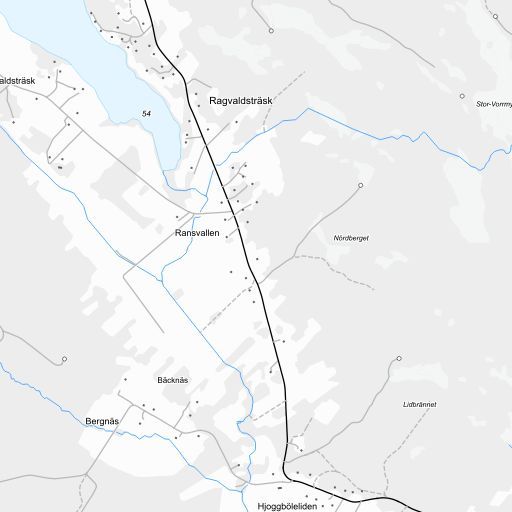 aldsträsk
Ragvaldsträsk
Stor-Vormy
54
Ransvallen
Nördberget
Bäcknäs
Lidbrännet
Bergnäs
Hjoggböleliden